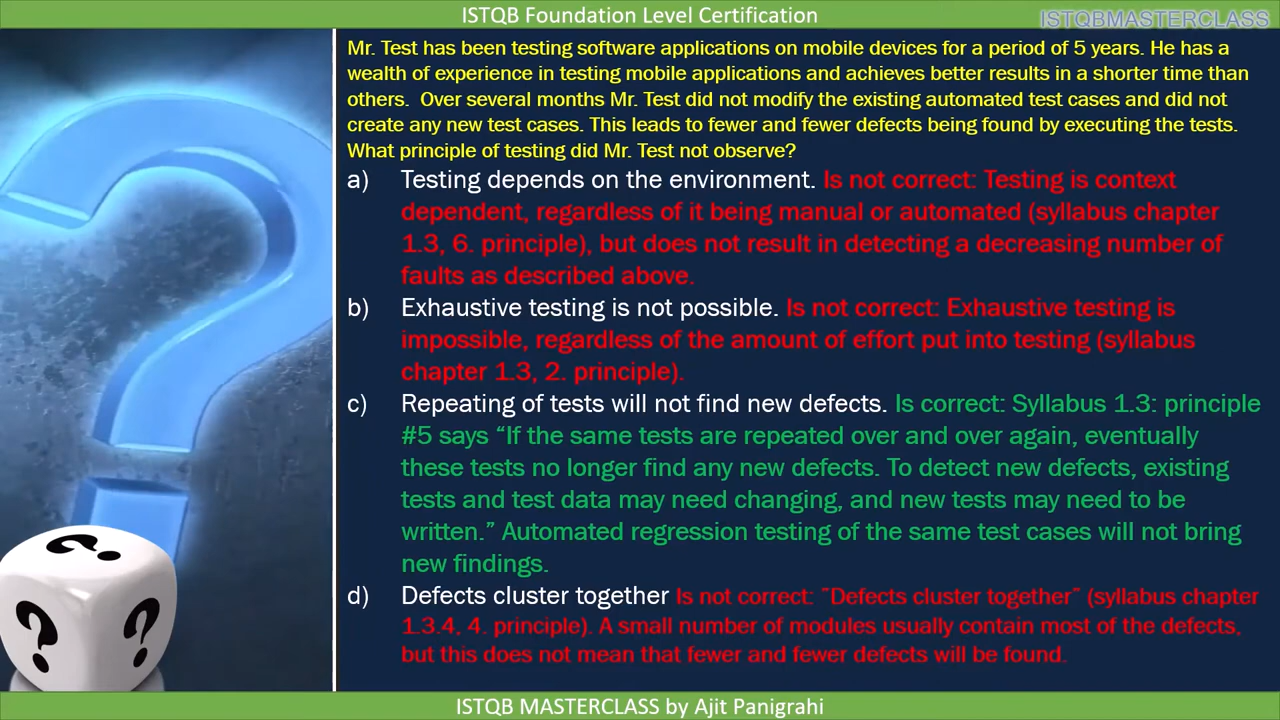 ISTQB Foundation Level Certification
ISTQBMASTERCLASS
Mr. Test has been testing software applications on mobile devices for a period of 5 years. He has a
wealth of experience in testing mobile applications and achieves better results in a shorter time than
others. Over several months Mr. Test did not modify the existing automated test cases and did not
create any new test cases. This leads to fewer and fewer defects being found by executing the tests.
What principle of testing did Mr. Test not observe?
a) Testing depends on the environment. Is not correct: Testing is context
dependent, regardless of it being manual or automated (syllabus chapter
1.3, 6. principle), but does not result in detecting a decreasing number of
faults as described above.
b) Exhaustive testing is not possible. Is not correct: Exhaustive testing is
impossible, regardless of the amount of effort put into testing (syllabus
chapter 1.3, 2. principle).
c) Repeating of tests will not find new defects. Is correct: Syllabus 1.3: principle
#5 says “If the same tests are repeated over and over again, eventually
these tests no longer find any new defects. To detect new defects, existing
tests and test data may need changing, and new tests may need to be
written.” Automated regression testing of the same test cases will not bring
new findings.
d) Defects cluster together Is not correct: “Defects cluster together” (syllabus chapter
1.3.4, 4. principle). A small number of modules usually contain most of the defects,
but this does not mean that fewer and fewer defects will be found.
ISTQB MASTERCLASS by Ajit Panigrahi